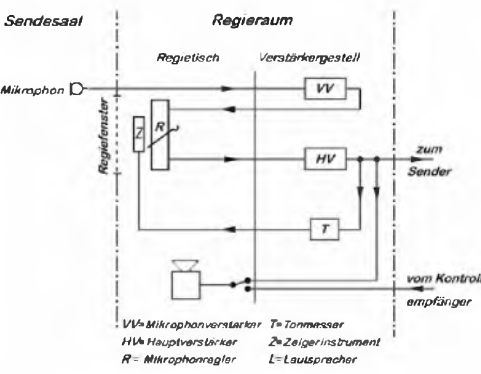 Sendesaal
Regieraum
Regietisch
Verstärkergestell
Mikrophon
VV
Regiefenster
Z
R
HV
zum
Sender
T
vom Kontroll
empfänger
VV=Mikrophonverstärker T=Tonmesser
HV=Hauptverstärker Z=Zeigerinstrument
R=Mikrophonregler L=Lautsprecher